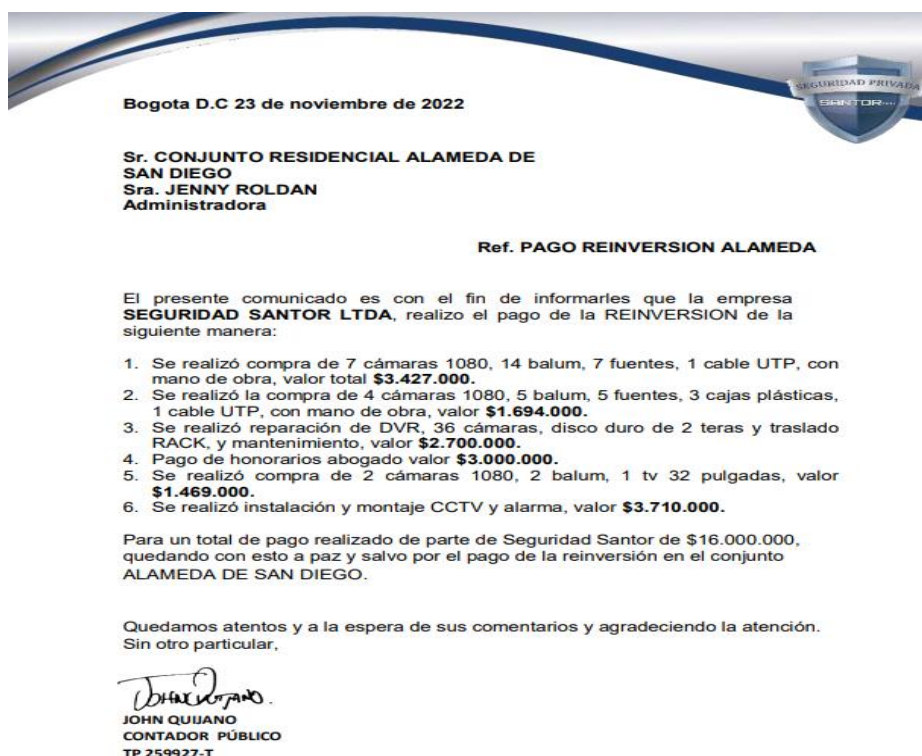 SEGURIDAD PRIVADA
SANTOR
Bogota D.C 23 de noviembre de 2022
Sr. CONJUNTO RESIDENCIAL ALAMEDA DE
SAN DIEGO
Sra. JENNY ROLDAN
Administradora
Ref. PAGO REINVERSION ALAMEDA
El presente comunicado es con el fin de informarles que la empresa
SEGURIDAD SANTOR LTDA, realizo el pago de la REINVERSION de la
siguiente manera:
1. Se realizó compra de 7 cámaras 1080, 14 balum, 7 fuentes, 1 cable UTP, con
mano de obra, valor total $3.427.000.
2. Se realizó la compra de 4 cámaras 1080, 5 balum, 5 fuentes, 3 cajas plásticas,
1 cable UTP, con mano de obra, valor $1.694.000.
3. Se realizó reparación de DVR, 36 cámaras, disco duro de 2 teras y traslado
RACK, y mantenimiento, valor $2.700.000.
4. Pago de honorarios abogado valor $3.000.000.
5. Se realizó compra de 2 cámaras 1080, 2 balum, 1 tv 32 pulgadas, valor
$1.469.000.
6. Se realizó instalación y montaje CCTV y alarma, valor $3.710.000.
Para un total de pago realizado de parte de Seguridad Santor de $16.000.000,
quedando con esto a paz y salvo por el pago de la reinversión en el conjunto
ALAMEDA DE SAN DIEGO.
Quedamos atentos y a la espera de sus comentarios y agradeciendo la atención.
Sin otro particular,
JOHN QUIJANO
CONTADOR PÚBLICO
TP 259927-T